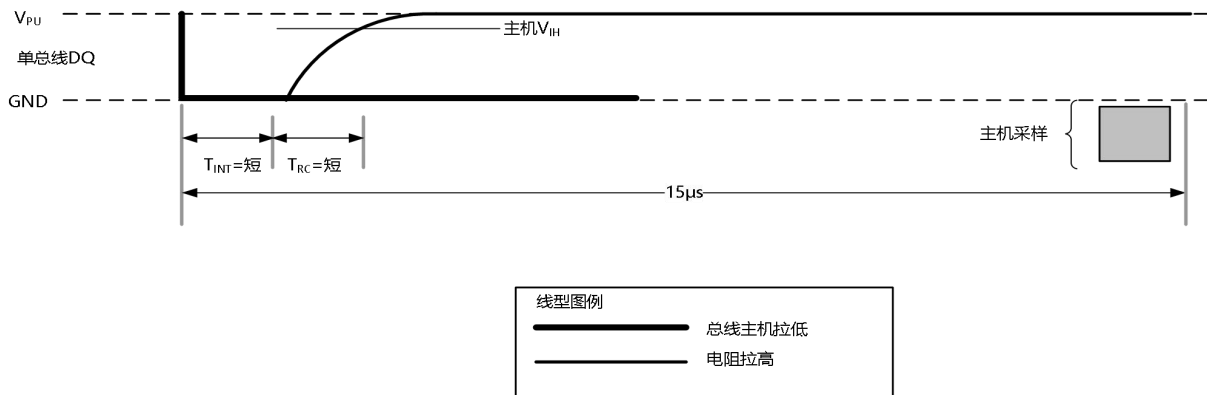 VPU
主机VIH
单总线DQ
GND
主机采样
TINT=短
TRC=短
15μs
线型图例
总线主机拉低
电阻拉高